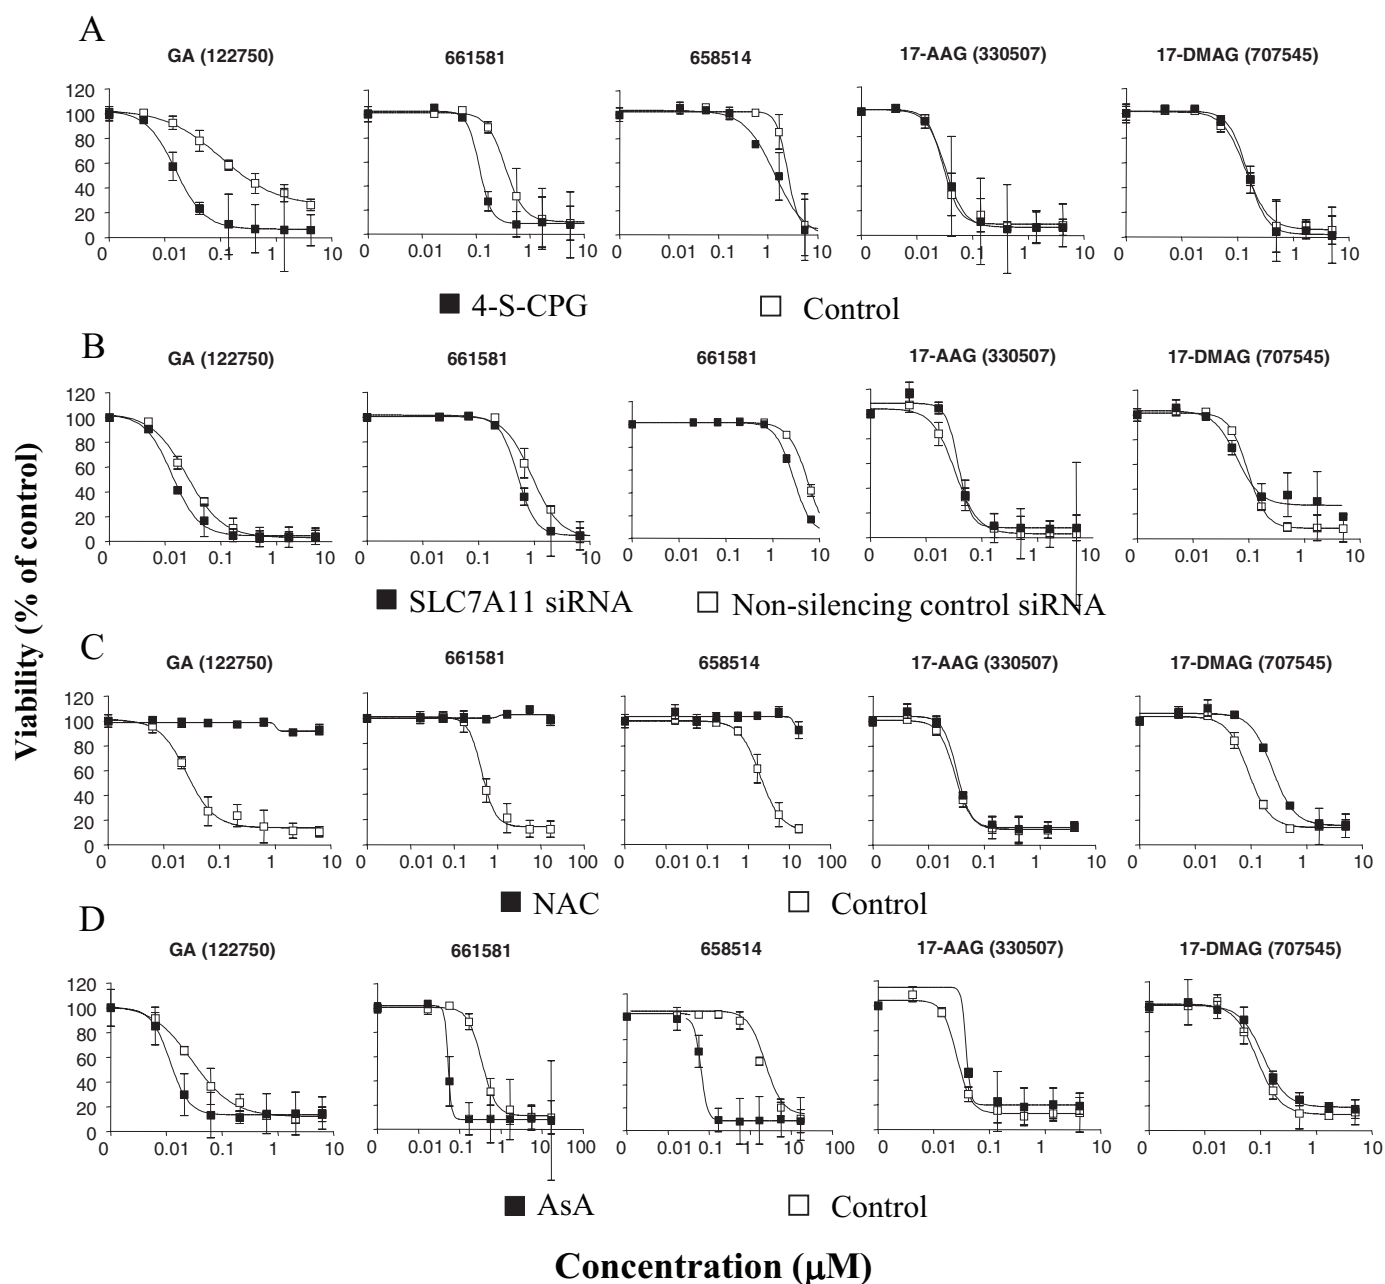 A
GA (122750) 661581 658514 17-AAG (330507) 17-DMAG (707545)
120
100
80
60
40
20
0
0 0.01 0.1 1 10 0 0.01 0.1 1 10 0 0.01 0.1 1 10 0 0.01 0.1 1 10 0 0.01 0.1 1 10
4-S-CPG Control
B
GA (122750) 661581 661581 17-AAG (330507) 17-DMAG (707545)
120
100
80
60
40
20
0
0 0.01 0.1 1 10 0 0.01 0.1 1 10 0 0.01 0.1 1 10 0 0.01 0.1 1 10 0 0.01 0.1 1 10
SLC7A11 siRNA Non-silencing control siRNA
Viability (% of control)
C
GA (122750) 661581 658514 17-AAG (330507) 17-DMAG (707545)
120
100
80
60
40
20
0
0 0.01 0.1 1 10 0 0.01 0.1 1 10 100 0 0.01 0.1 1 10 100 0 0.01 0.1 1 10 0 0.01 0.1 1 10
NAC Control
D
GA (122750) 661581 658514 17-AAG (330507) 17-DMAG (707545)
120
100
80
60
40
20
0
0 0.01 0.1 1 10 0 0.01 0.1 1 10 100 0 0.01 0.1 1 10 100 0 0.01 0.1 1 10 0 0.01 0.1 1 10
AsA Control
Concentration (μM)